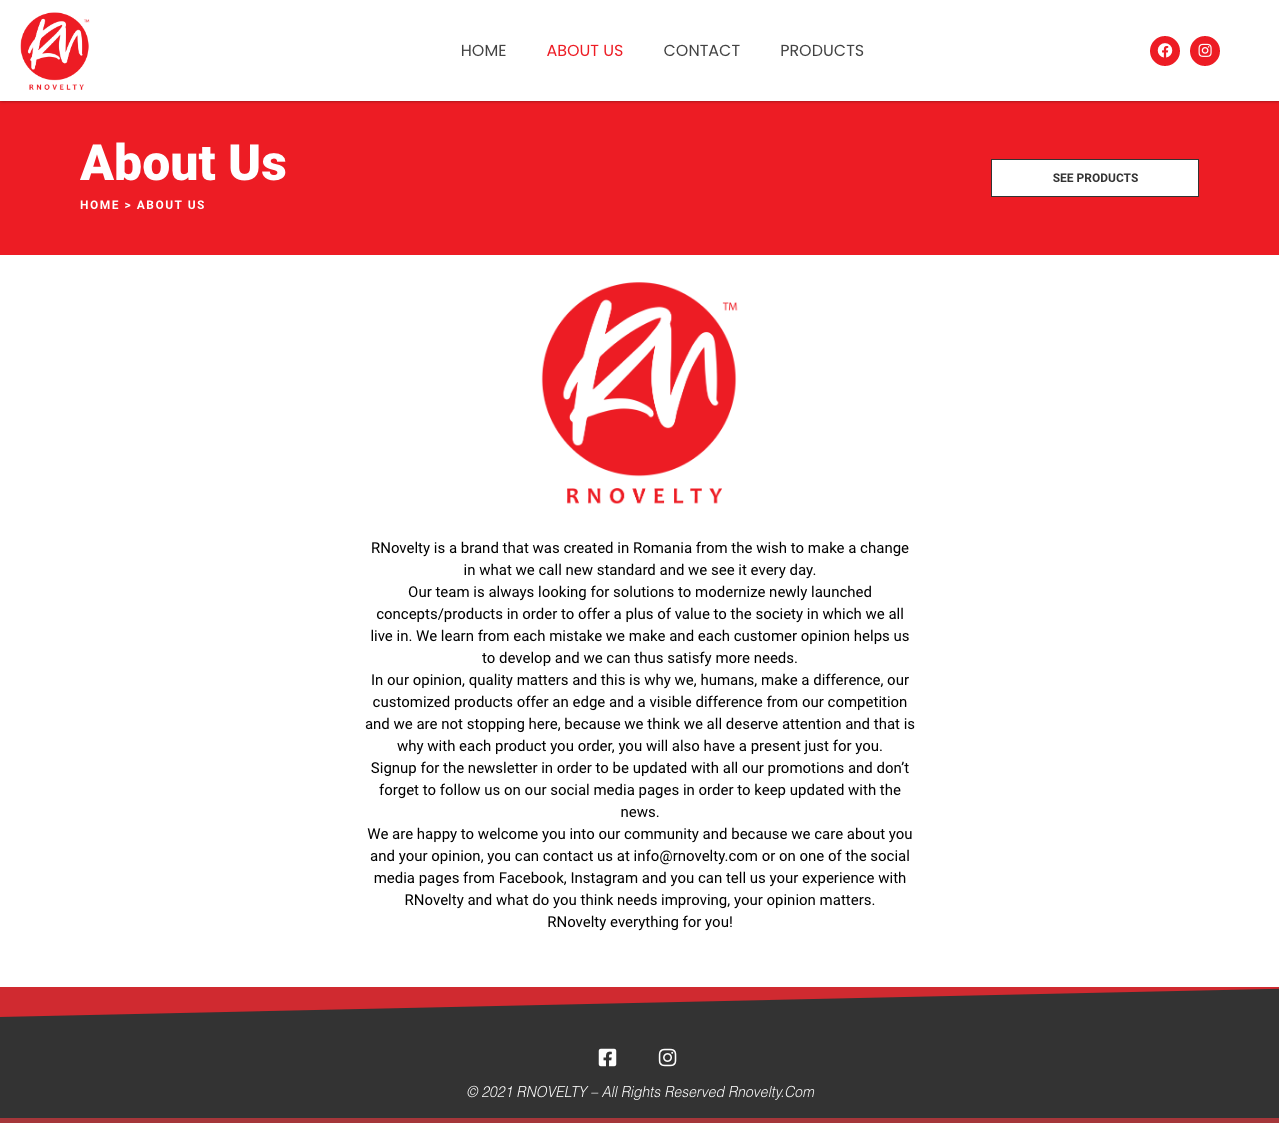 RN
TM
RNOVELTY
HOME
ABOUT US
CONTACT
PRODUCTS
About Us
HOME > ABOUT US
SEE PRODUCTS
RN
TM
RNOVELTY
RNovelty is a brand that was created in Romania from the wish to make a change
in what we call new standard and we see it every day.
Our team is always looking for solutions to modernize newly launched
concepts/products in order to offer a plus of value to the society in which we all
live in. We learn from each mistake we make and each customer opinion helps us
to develop and we can thus satisfy more needs.
In our opinion, quality matters and this is why we, humans, make a difference, our
customized products offer an edge and a visible difference from our competition
and we are not stopping here, because we think we all deserve attention and that is
why with each product you order, you will also have a present just for you.
Signup for the newsletter in order to be updated with all our promotions and don’t
forget to follow us on our social media pages in order to keep updated with the
news.
We are happy to welcome you into our community and because we care about you
and your opinion, you can contact us at info@rnovelty.com or on one of the social
media pages from Facebook, Instagram and you can tell us your experience with
RNovelty and what do you think needs improving, your opinion matters.
RNovelty everything for you!
© 2021 RNOVELTY – All Rights Reserved Rnovelty.Com